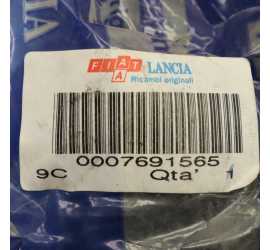 FIAT LANCIA
A
Ricambi originali
0007691565
9C Qta' 1